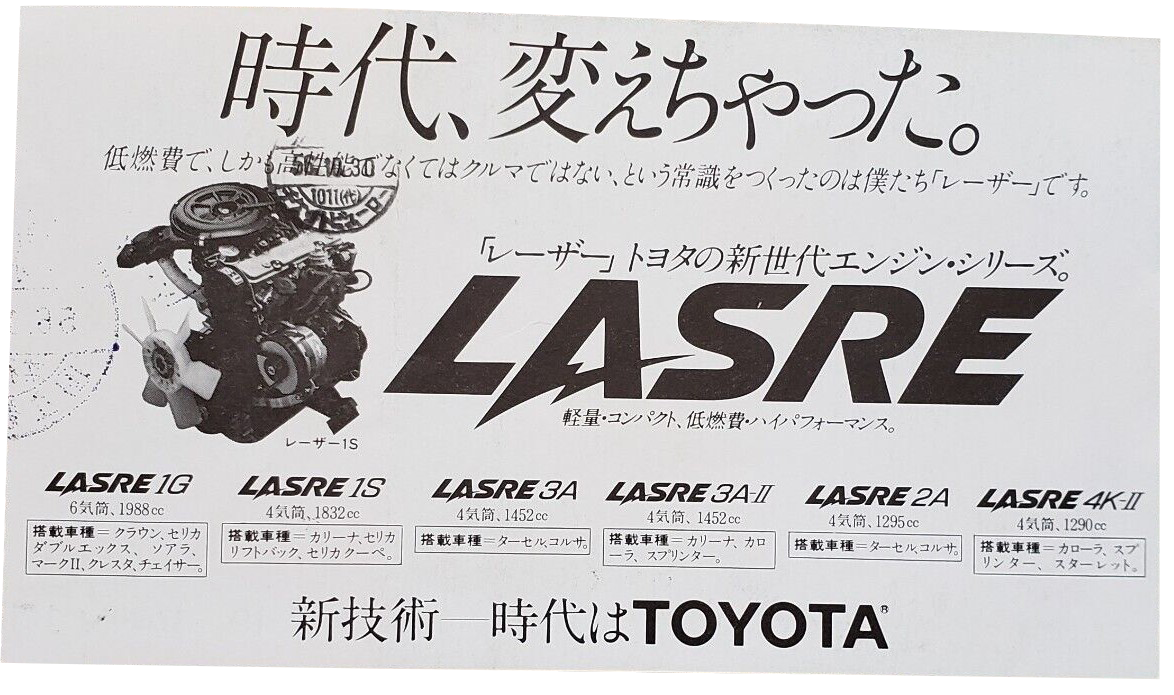 時代、変えちゃった。
低燃費で、しかも高性能でなくてはクルマではない、という常識をつくったのは僕たち「レーザー」です。
1011(代)
「レーザー」トヨタの新世代エンジン・シリーズ。
LASRE
軽量・コンパクト、低燃費・ハイパフォーマンス。
レーザー1S
LASRE 1G
6気筒、1988cc
搭載車種＝クラウン、セリカ
ダブルエックス、ソアラ、
マークII、クレスタ、チェイサー。
LASRE 1S
4気筒、1832cc
搭載車種＝カリーナ、セリカ
リフトバック、セリカクーペ。
LASRE 3A
4気筒、1452cc
搭載車種＝ターセル、コルサ。
LASRE 3A-II
4気筒、1452cc
搭載車種＝カリーナ、カロ
ーラ、スプリンター。
LASRE 2A
4気筒、1295cc
搭載車種＝ターセル、コルサ。
LASRE 4K-II
4気筒、1290cc
搭載車種＝カローラ、スプ
リンター、スターレット。
新技術—時代はTOYOTA®